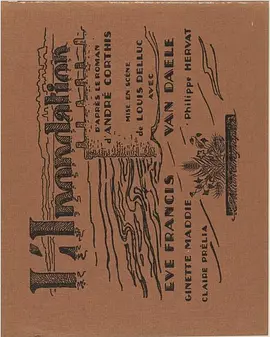 L'Inondation
D'APRÈS LE ROMAN
d'ANDRÉ CORTHIS
MISE EN SCÈNE
de LOUIS DELLUC
AVEC
EVE FRANCIS VAN DAELE
GINETTE MADDIE Philippe HERVAT
CLAIRE PRÉLIA